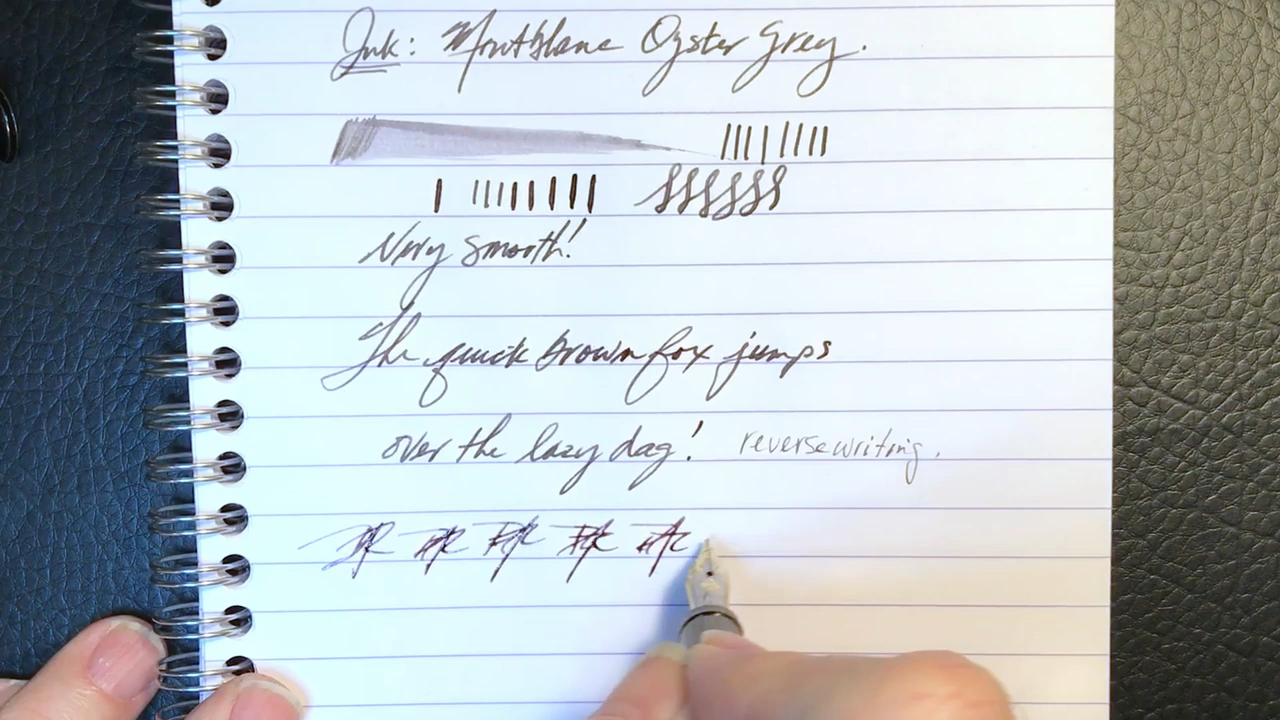 Ink: Montblanc Oyster Grey.
Very smooth!
The quick brown fox jumps
over the lazy dog! reverse writing.